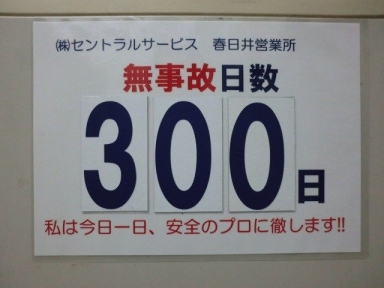 ㈱セントラルサービス　春日井営業所
無事故日数
300日
私は今日一日、安全のプロに徹します!!